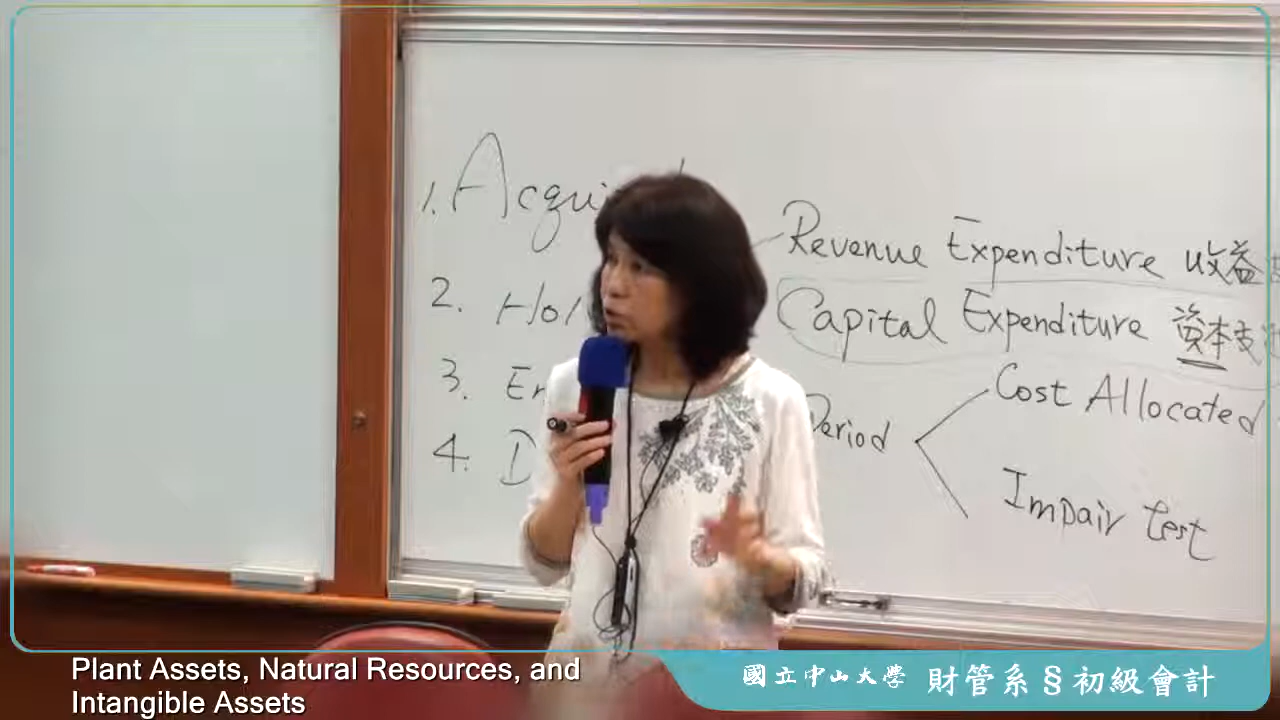 1. Acqui
Revenue Expenditure 收益
2. Hol
Capital Expenditure 資本支
3. En
Period
Cost Allocated
4. D
Impair test
Plant Assets, Natural Resources, and
Intangible Assets
國立中山大學 財管系§初級會計